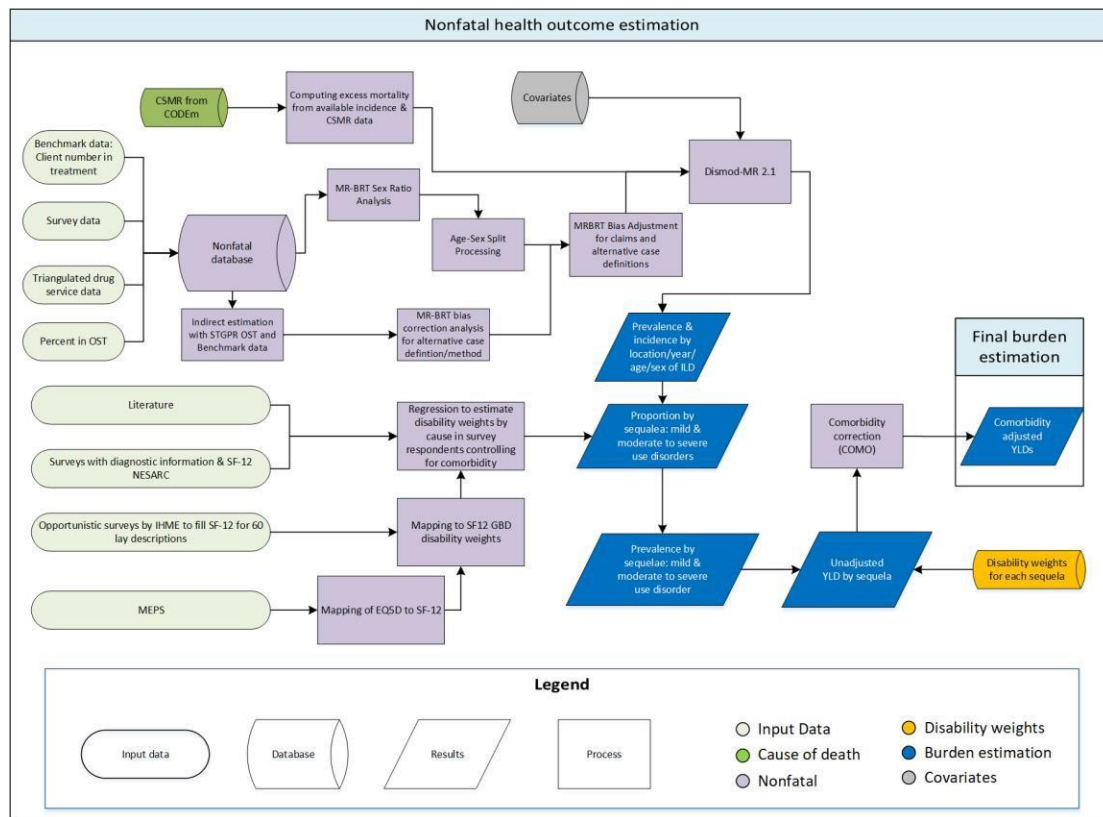 Nonfatal health outcome estimation
CSMR from
CODEm
Computing excess mortality
from available incidence &
CSMR data
Covariates
Benchmark data:
Client number in
treatment
Survey data
Triangulated drug
service data
Percent in OST
Nonfatal
database
MR-BRT Sex Ratio
Analysis
Age-Sex Split
Processing
Dismod-MR 2.1
MRBRT Bias Adjustment
for claims and
alternative case
definitions
Indirect estimation
with STGPR OST and
Benchmark data
MR-BRT bias
correction analysis
for alternative case
defintion/method
Prevalence &
incidence by
location/year/
age/sex of ILD
Final burden
estimation
Comorbidity
adjusted
YLDs
Literature
Surveys with diagnostic information & SF-12
NESARC
Opportunistic surveys by IHME to fill SF-12 for 60
lay descriptions
MEPS
Regression to estimate
disability weights by
cause in survey
respondents controlling
for comorbidity
Mapping to SF12 GBD
disability weights
Mapping of EQ5D to SF-12
Proportion by
sequalea: mild &
moderate to severe
use disorders
Comorbidity
correction
(COMO)
Prevalence by
sequelae: mild &
moderate to severe
use disorder
Unadjusted
YLD by sequela
Disability weights
for each sequela
Legend
Input data
Database
Results
Process
Input Data
Cause of death
Nonfatal
Disability weights
Burden estimation
Covariates